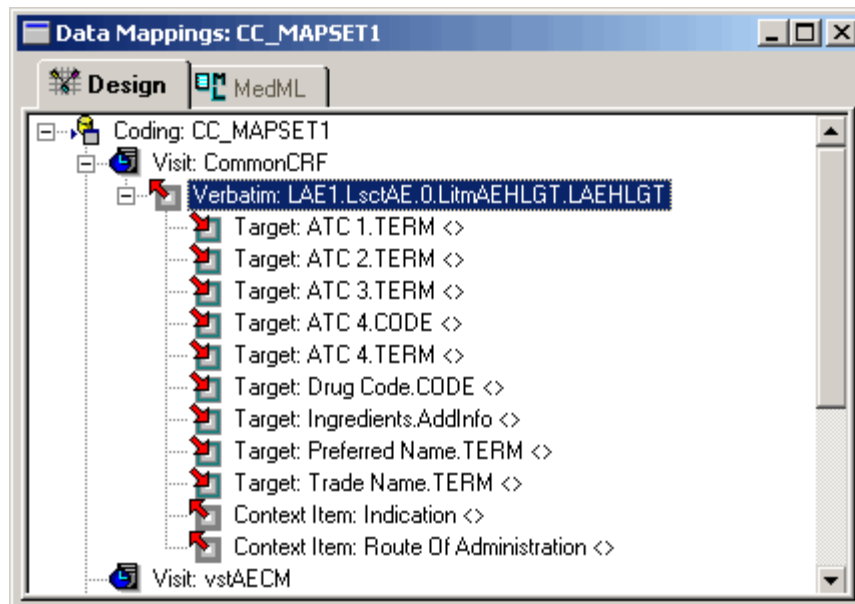 Data Mappings: CC_MAPSET1
Design MedML
Coding: CC_MAPSET1
Visit: CommonCRF
Verbatim: LAE1.LsctAE.0.LitmAEHLGT.LAEHLGT
Target: ATC 1.TERM <>
Target: ATC 2.TERM <>
Target: ATC 3.TERM <>
Target: ATC 4.CODE <>
Target: ATC 4.TERM <>
Target: Drug Code.CODE <>
Target: Ingredients.AddInfo <>
Target: Preferred Name.TERM <>
Target: Trade Name.TERM <>
Context Item: Indication <>
Context Item: Route Of Administration <>
Visit: vstAECM